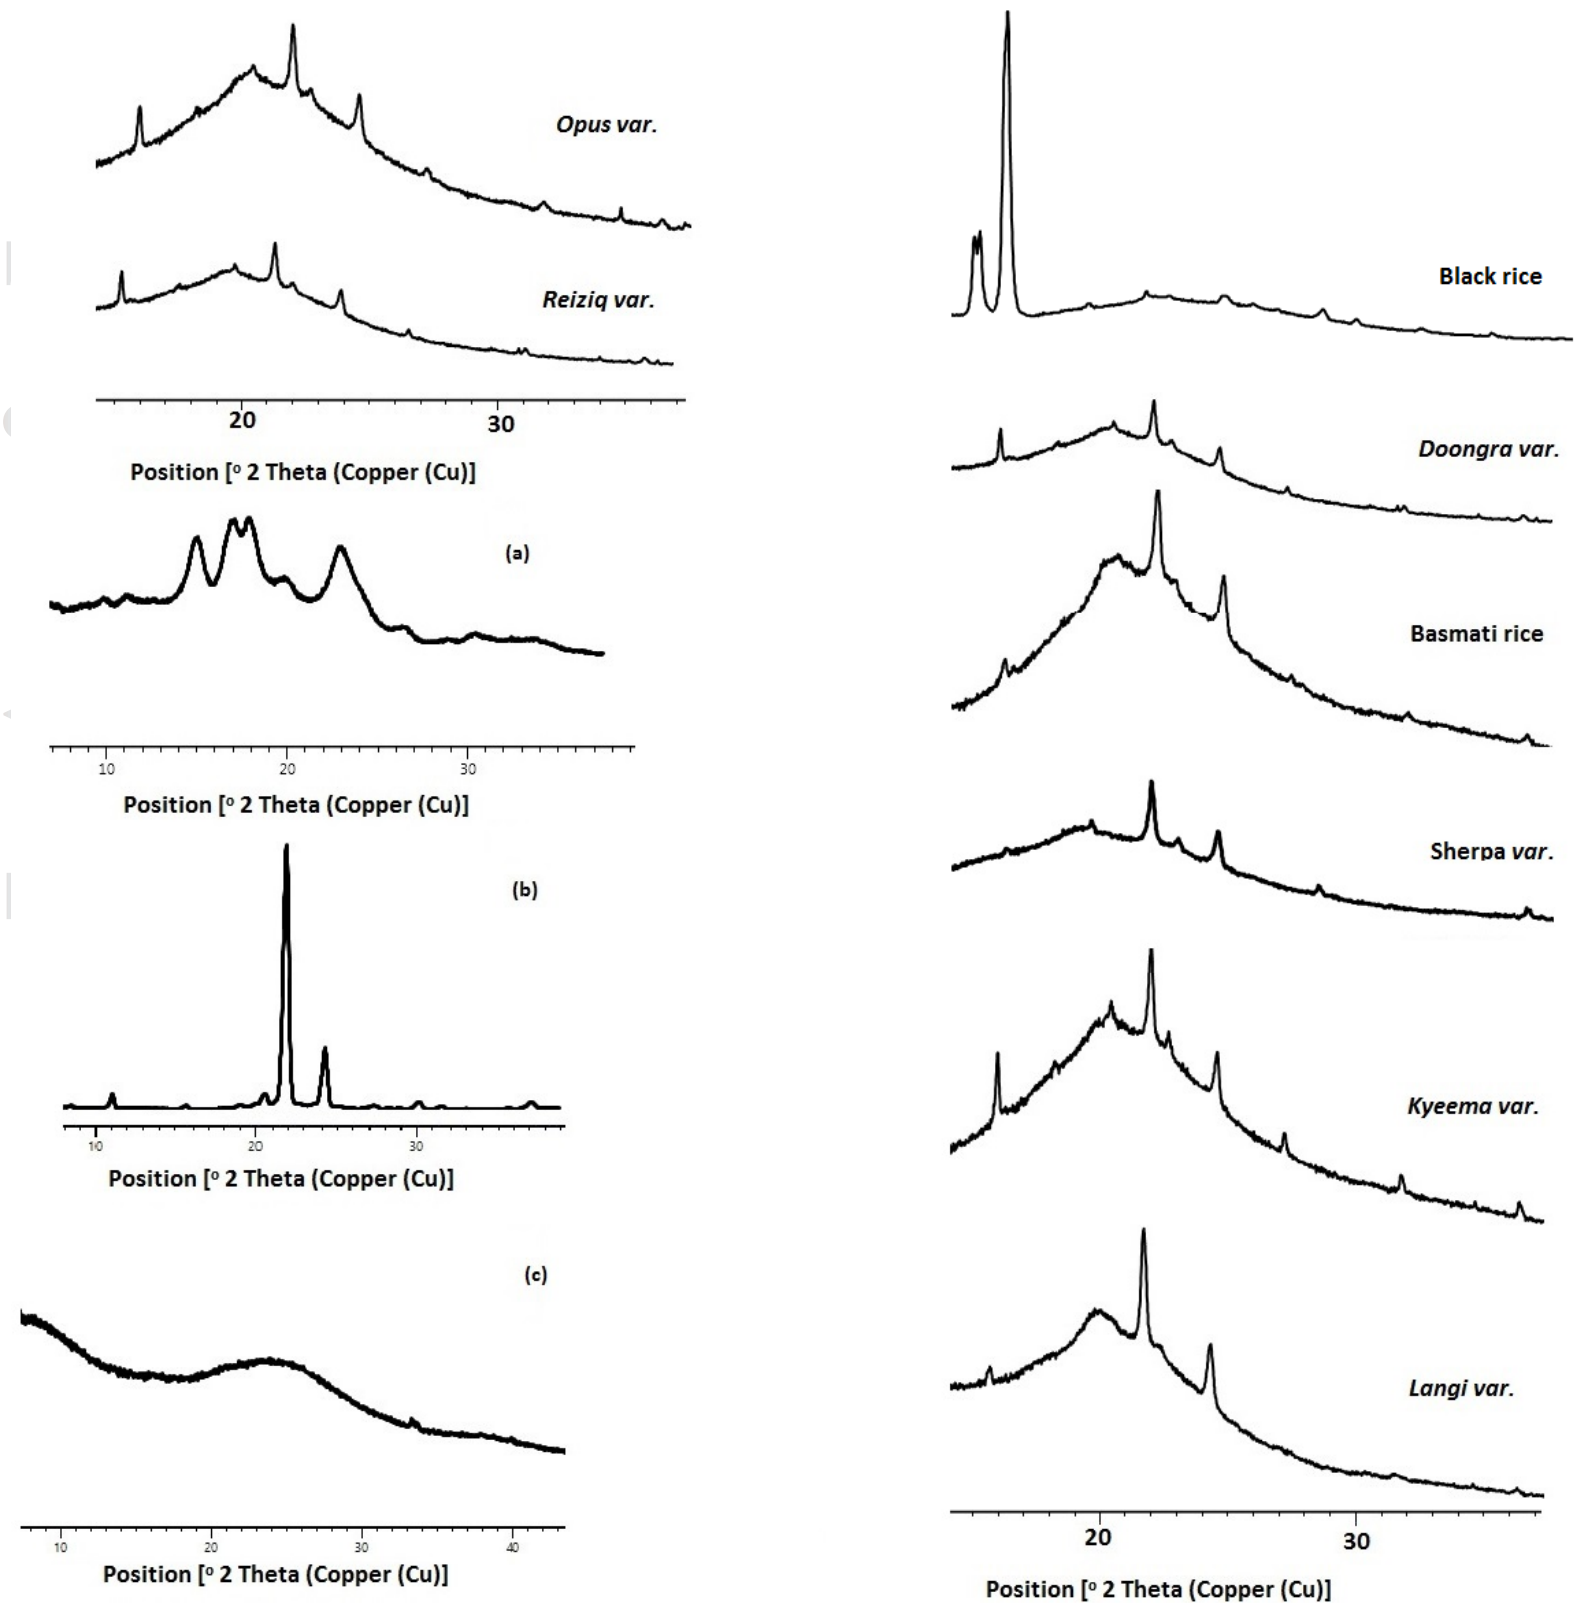 Opus var.
Reiziq var.
20 30
Position [º 2 Theta (Copper (Cu)]
(a)
10 20 30
Position [º 2 Theta (Copper (Cu)]
(b)
10 20 30
Position [º 2 Theta (Copper (Cu)]
(c)
10 20 30 40
Position [º 2 Theta (Copper (Cu)]
Black rice
Doongra var.
Basmati rice
Sherpa var.
Kyeema var.
Langi var.
20 30
Position [º 2 Theta (Copper (Cu)]